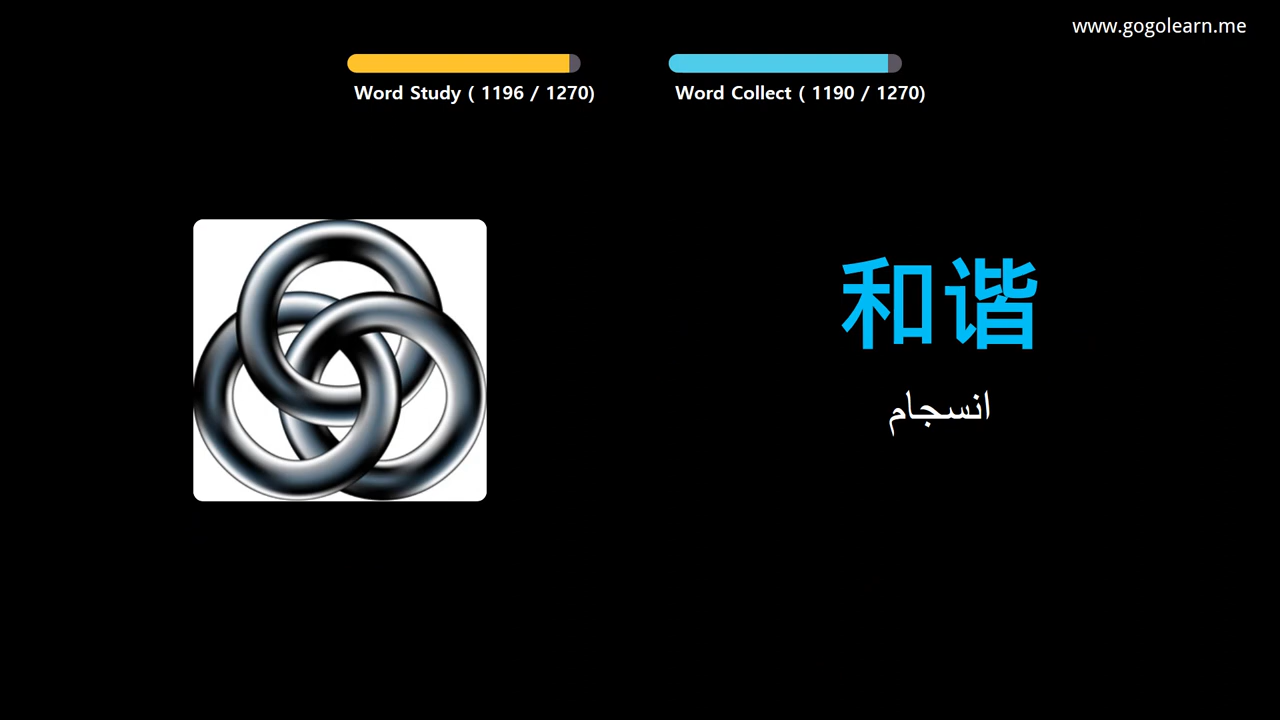 www.gogolearn.me
Word Study ( 1196 / 1270)
Word Collect ( 1190 / 1270)
和谐
انسجام